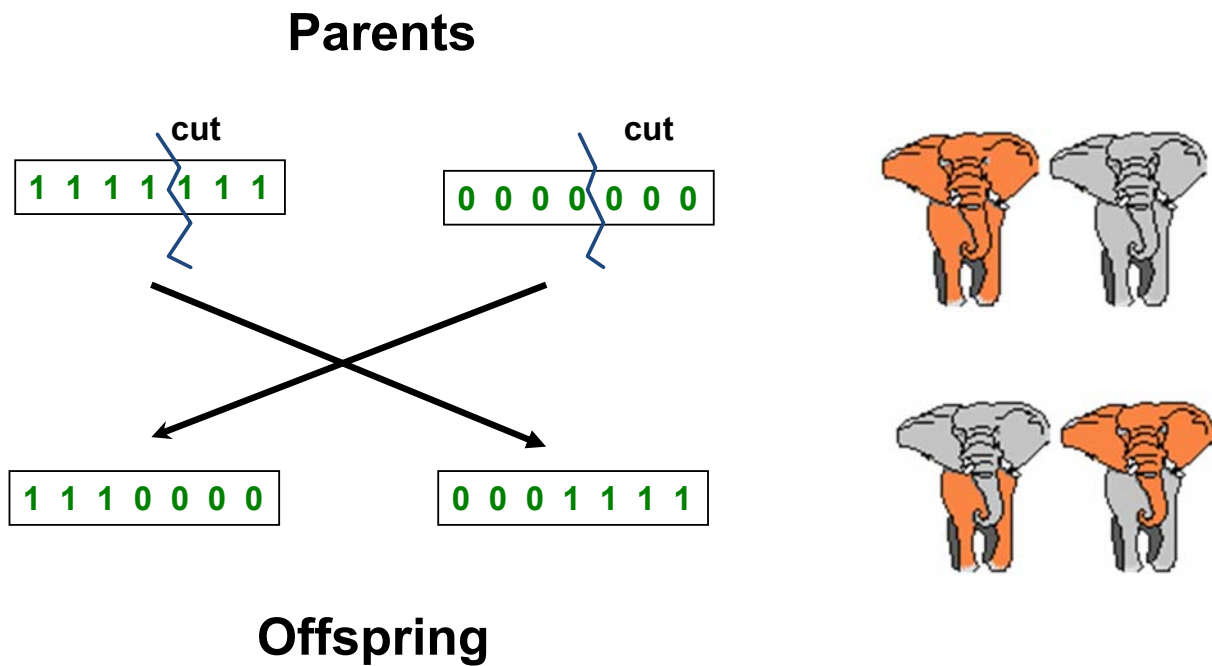 Parents
cut cut
1 1 1 1 1 1 1
0 0 0 0 0 0 0
1 1 1 0 0 0 0
0 0 0 1 1 1 1
Offspring